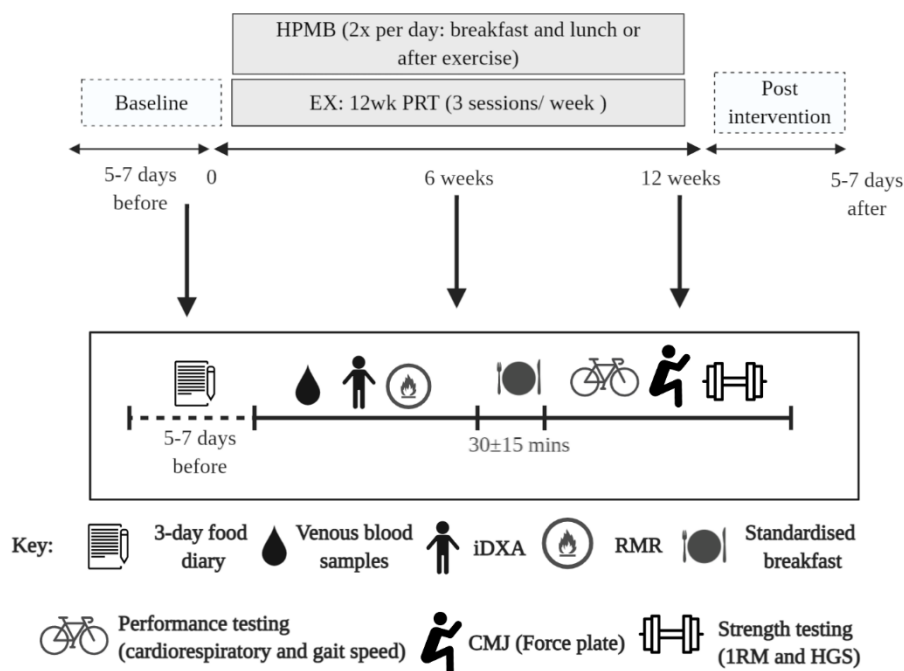 HPMB (2x per day: breakfast and lunch or
after exercise)
Baseline
EX: 12wk PRT (3 sessions/ week )
Post
intervention
5-7 days
before
0
6 weeks
12 weeks
5-7 days
after
5-7 days
before
30±15 mins
Key:
3-day food
diary
Venous blood
samples
iDXA
RMR
Standardised
breakfast
Performance testing
(cardiorespiratory and gait speed)
CMJ (Force plate)
Strength testing
(1RM and HGS)